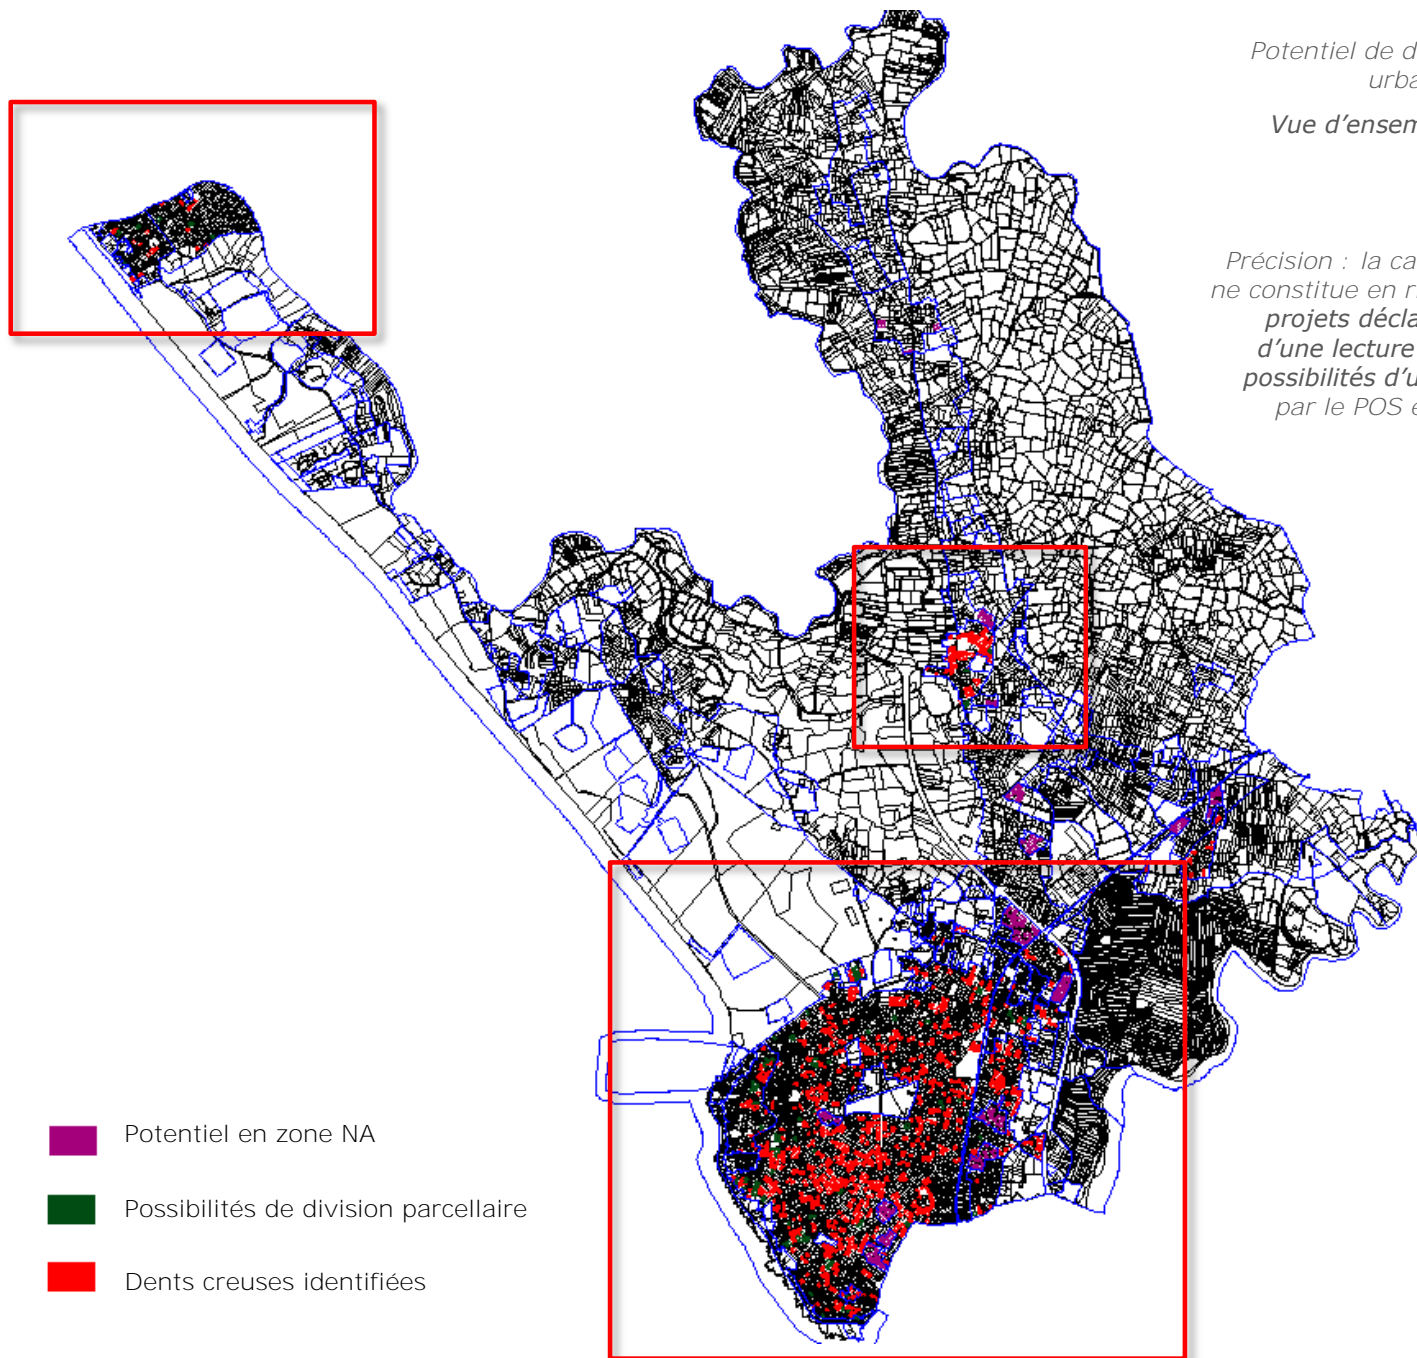 Potentiel de d
urba
Vue d’ensem
Précision : la ca
ne constitue en r
projets décla
d’une lecture
possibilités d’u
par le POS e
Potentiel en zone NA
Possibilités de division parcellaire
Dents creuses identifiées